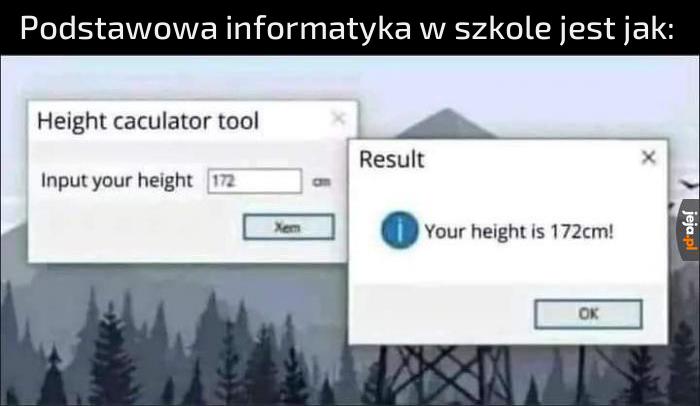 Podstawowa informatyka w szkole jest jak:
Height caculator tool
Input your height 172 cm
Xem
Result
Your height is 172cm!
OK
jeja.pl